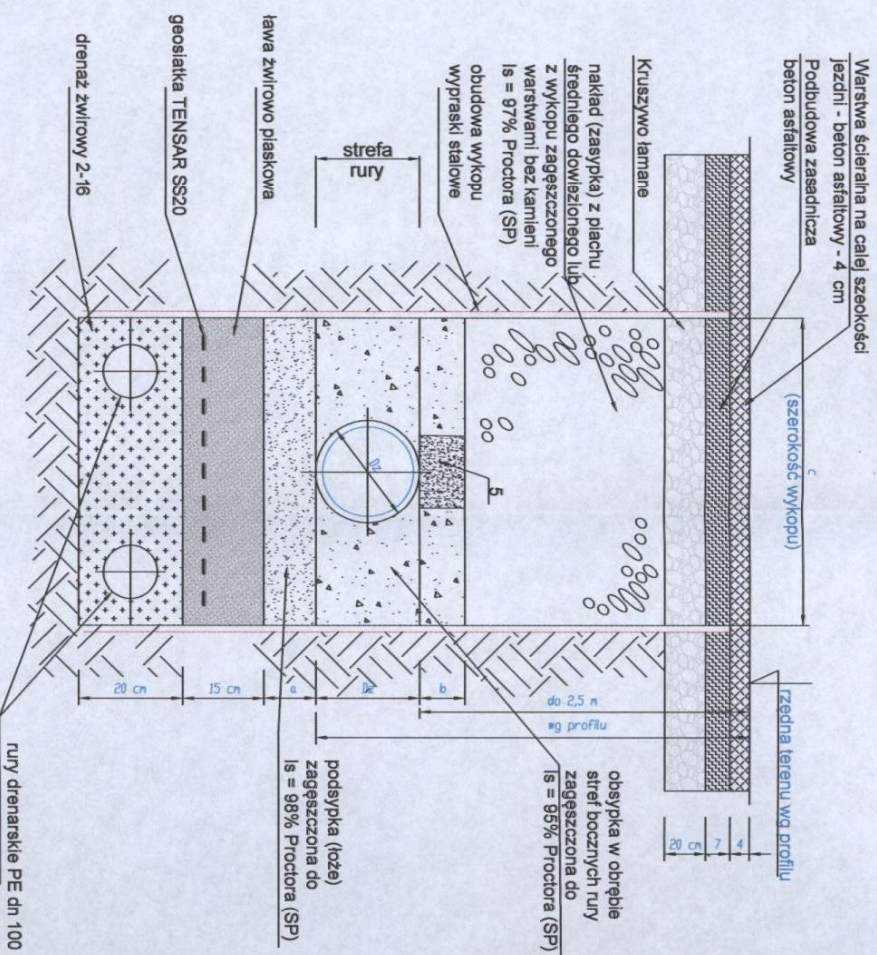 Warstwa ścieralna na całej szeokości
jezdni - beton asfaltowy - 4 cm
Podbudowa zasadnicza
beton asfaltowy
Kruszywo łamane
nakład (zasypka) z piachu
średniego dowiezionego lub
z wykopu zagęszczonego
warstwami bez kamieni
Is = 97% Proctora (SP)
obudowa wykopu
wypraski stalowe
strefa
rury
ława żwirowo piaskowa
geosiatka TENSAR SS20
drenaż żwirowy 2-16
c
(szerokość wykopu)
5
Dz
rzędna terenu wg profilu
4
7
20 cm
do 2,5 m
wg profilu
b
Dz
a
15 cm
20 cm
obsypka w obrębie
stref bocznych rury
zagęszczona do
Is = 95% Proctora (SP)
podsypka (łoże)
zagęszczona do
Is = 98% Proctora (SP)
rury drenarskie PE dn 100